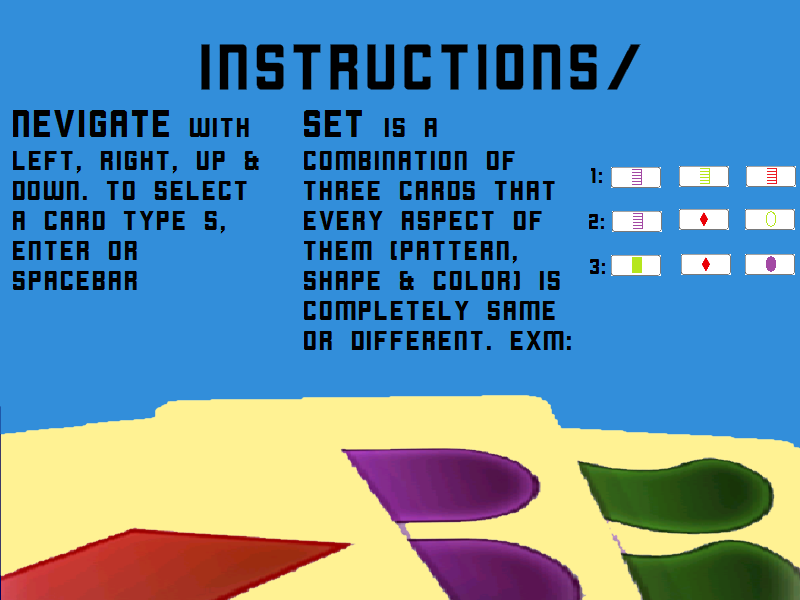 INSTRUCTIONS/
NEVIGATE WITH
LEFT, RIGHT, UP &
DOWN. TO SELECT
A CARD TYPE S,
ENTER OR
SPACEBAR
SET IS A
COMBINATION OF
THREE CARDS THAT
EVERY ASPECT OF
THEM (PATTERN,
SHAPE & COLOR) IS
COMPLETELY SAME
OR DIFFERENT. EXM:
1:
2:
3: